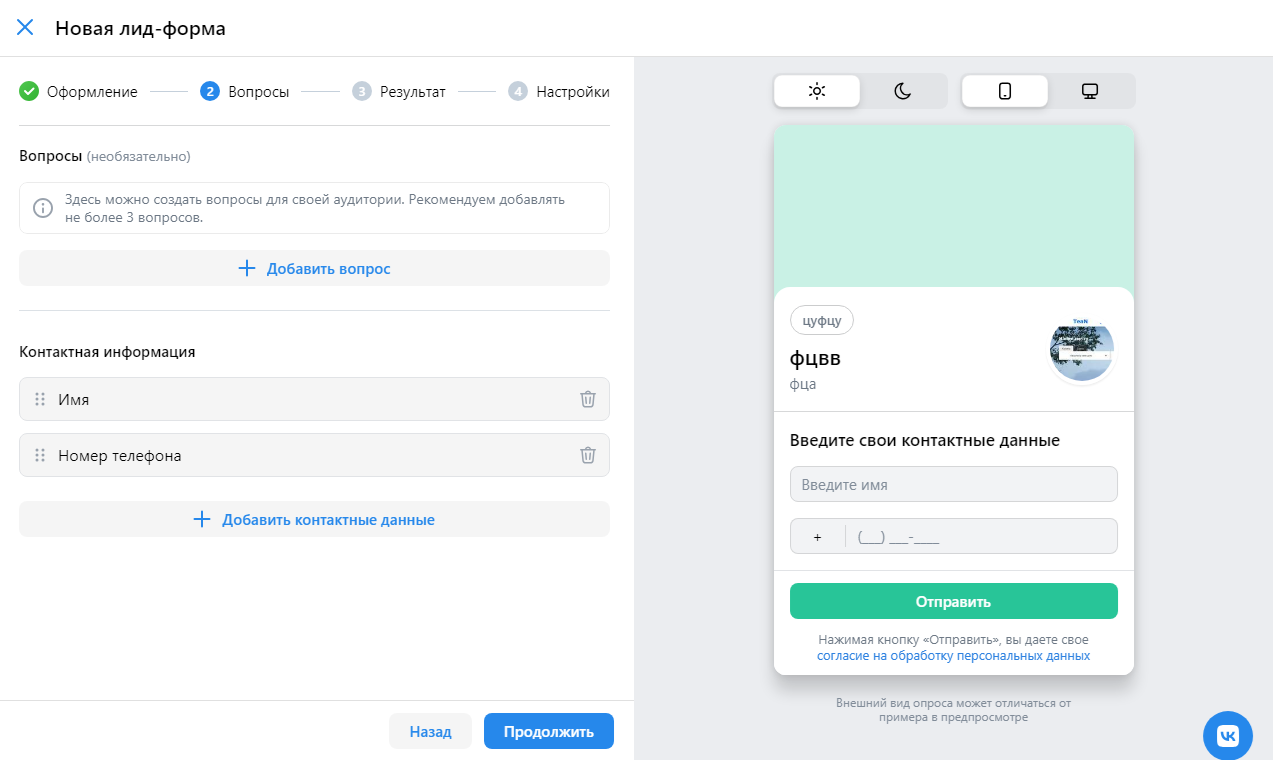 Новая лид-форма
Оформление
2 Вопросы
3 Результат
4 Настройки
Вопросы (необязательно)
Здесь можно создать вопросы для своей аудитории. Рекомендуем добавлять
не более 3 вопросов.
Добавить вопрос
Контактная информация
Имя
Номер телефона
Добавить контактные данные
Назад
Продолжить
цуфцу
фцвв
фца
Введите свои контактные данные
Введите имя
+ (__) __-___
Отправить
Нажимая кнопку «Отправить», вы даете свое
согласие на обработку персональных данных
Внешний вид опроса может отличаться от
примера в предпросмотре